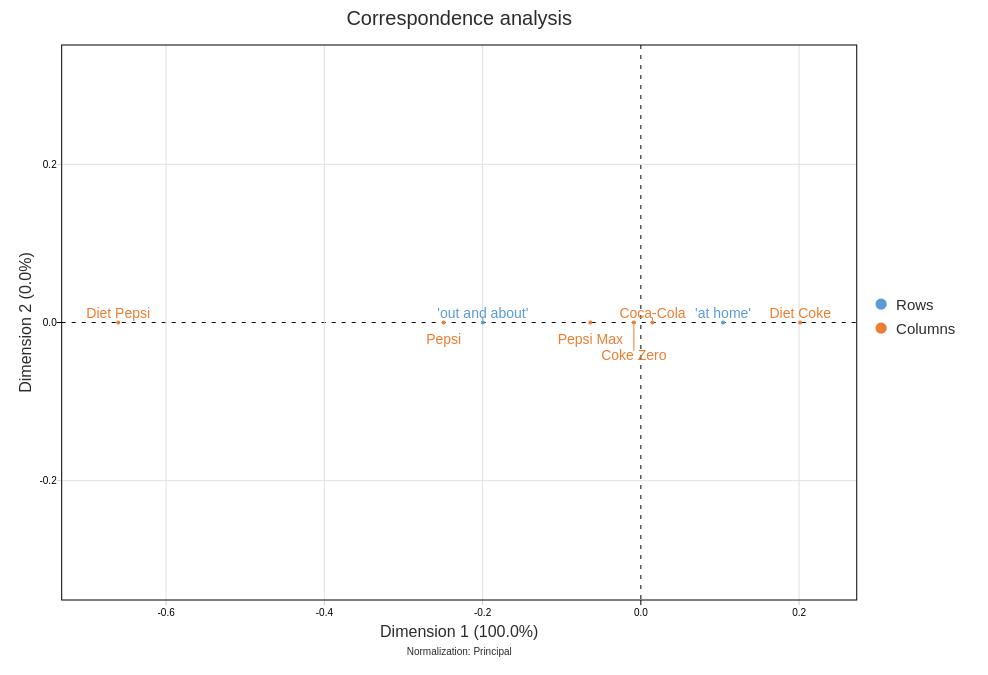 Correspondence analysis
Dimension 2 (0.0%)
0.2
0.0
-0.2
Diet Pepsi
'out and about'
Coca-Cola
'at home'
Diet Coke
Pepsi
Pepsi Max
Coke Zero
Rows
Columns
-0.6
-0.4
-0.2
0.0
0.2
Dimension 1 (100.0%)
Normalization: Principal